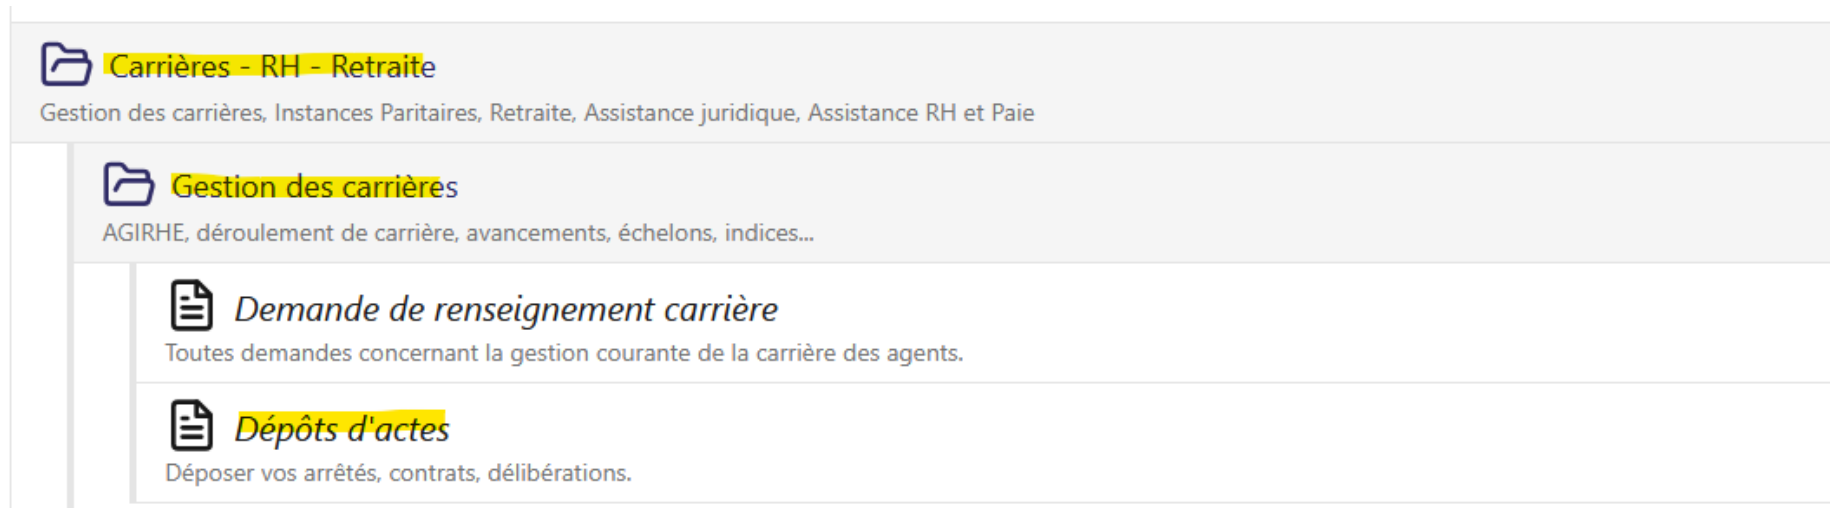 Carrières - RH - Retraite
Gestion des carrières, Instances Paritaires, Retraite, Assistance juridique, Assistance RH et Paie
Gestion des carrières
AGIRHE, déroulement de carrière, avancements, échelons, indices...
Demande de renseignement carrière
Toutes demandes concernant la gestion courante de la carrière des agents.
Dépôts d'actes
Déposer vos arrêtés, contrats, délibérations.